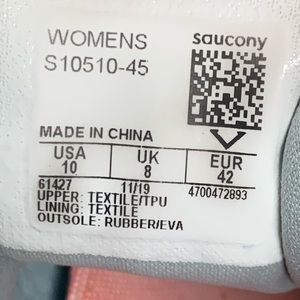 WOMENS saucony
S10510-45
MADE IN CHINA
USA UK EUR
10 8 42
61427 11/19 4700472893
UPPER: TEXTILE/TPU
LINING: TEXTILE
OUTSOLE: RUBBER/EVA